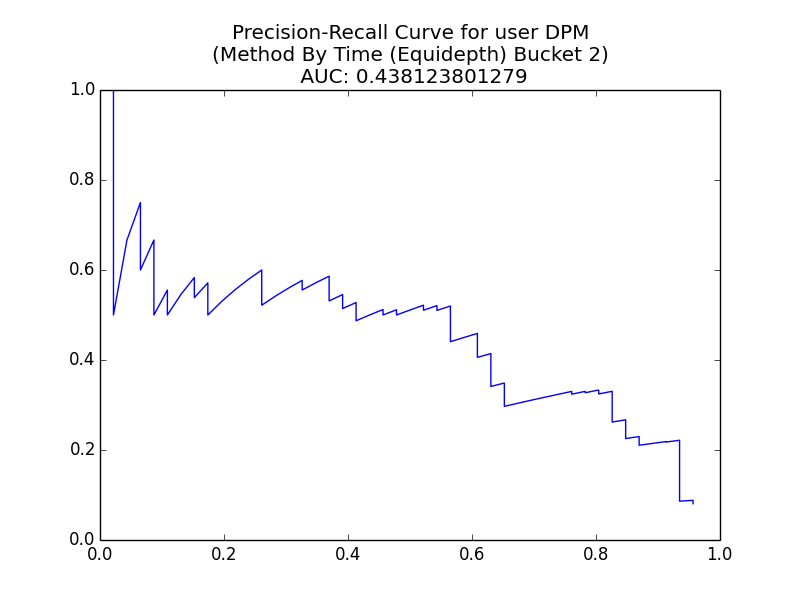 Precision-Recall Curve for user DPM
(Method By Time (Equidepth) Bucket 2)
AUC: 0.438123801279
1.0
0.8
0.6
0.4
0.2
0.0
0.0 0.2 0.4 0.6 0.8 1.0